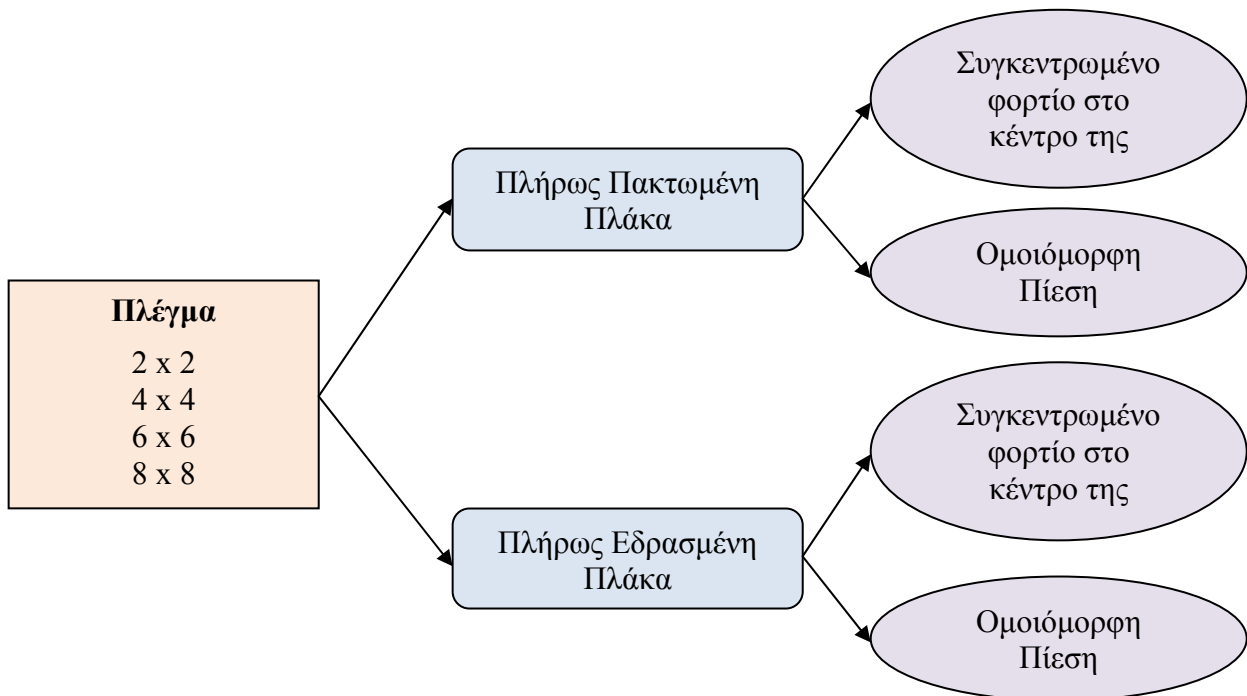 Πλέγμα
2 x 2
4 x 4
6 x 6
8 x 8
Πλήρως Πακτωμένη
Πλάκα
Συγκεντρωμένο
φορτίο στο
κέντρο της
Ομοιόμορφη
Πίεση
Πλήρως Εδρασμένη
Πλάκα
Συγκεντρωμένο
φορτίο στο
κέντρο της
Ομοιόμορφη
Πίεση